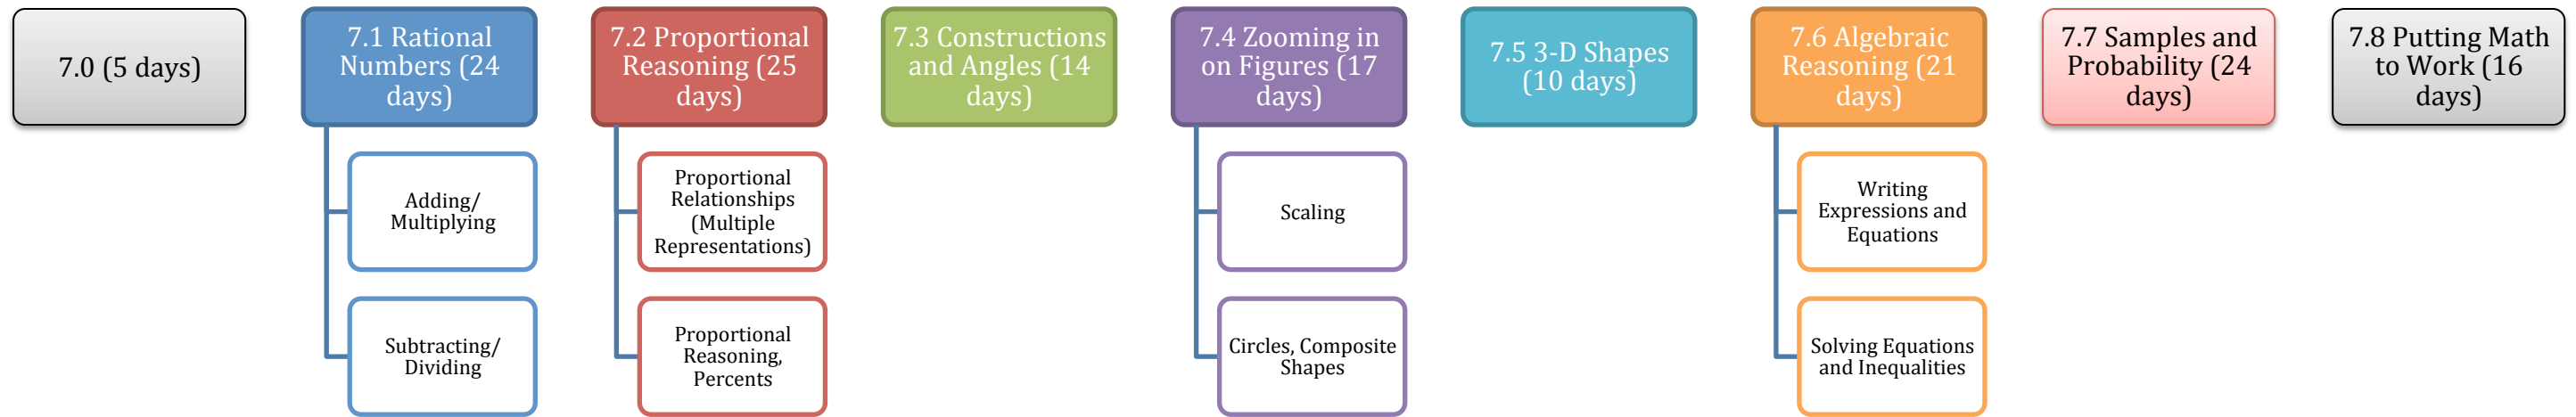 7.0 (5 days)
7.1 Rational
Numbers (24
days)
Adding/
Multiplying
Subtracting/
Dividing
7.2 Proportional
Reasoning (25
days)
Proportional
Relationships
(Multiple
Representations)
Proportional
Reasoning,
Percents
7.3 Constructions
and Angles (14
days)
7.4 Zooming in
on Figures (17
days)
Scaling
Circles, Composite
Shapes
7.5 3-D Shapes
(10 days)
7.6 Algebraic
Reasoning (21
days)
Writing
Expressions and
Equations
Solving Equations
and Inequalities
7.7 Samples and
Probability (24
days)
7.8 Putting Math
to Work (16
days)